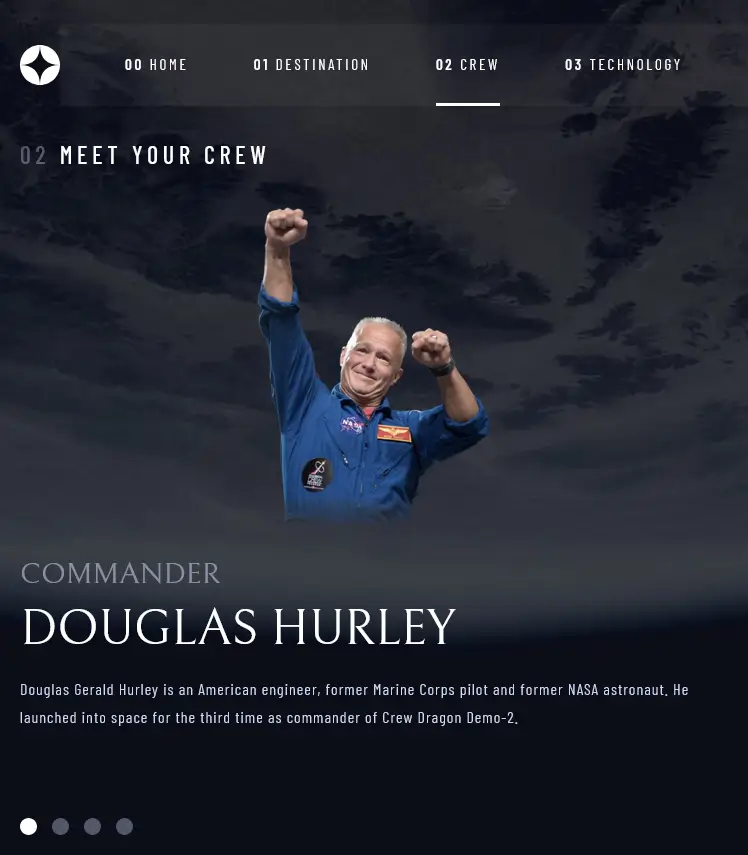 00 HOME
01 DESTINATION
02 CREW
03 TECHNOLOGY
02 MEET YOUR CREW
NASA
COMMANDER
DOUGLAS HURLEY
Douglas Gerald Hurley is an American engineer, former Marine Corps pilot and former NASA astronaut. He
launched into space for the third time as commander of Crew Dragon Demo-2.